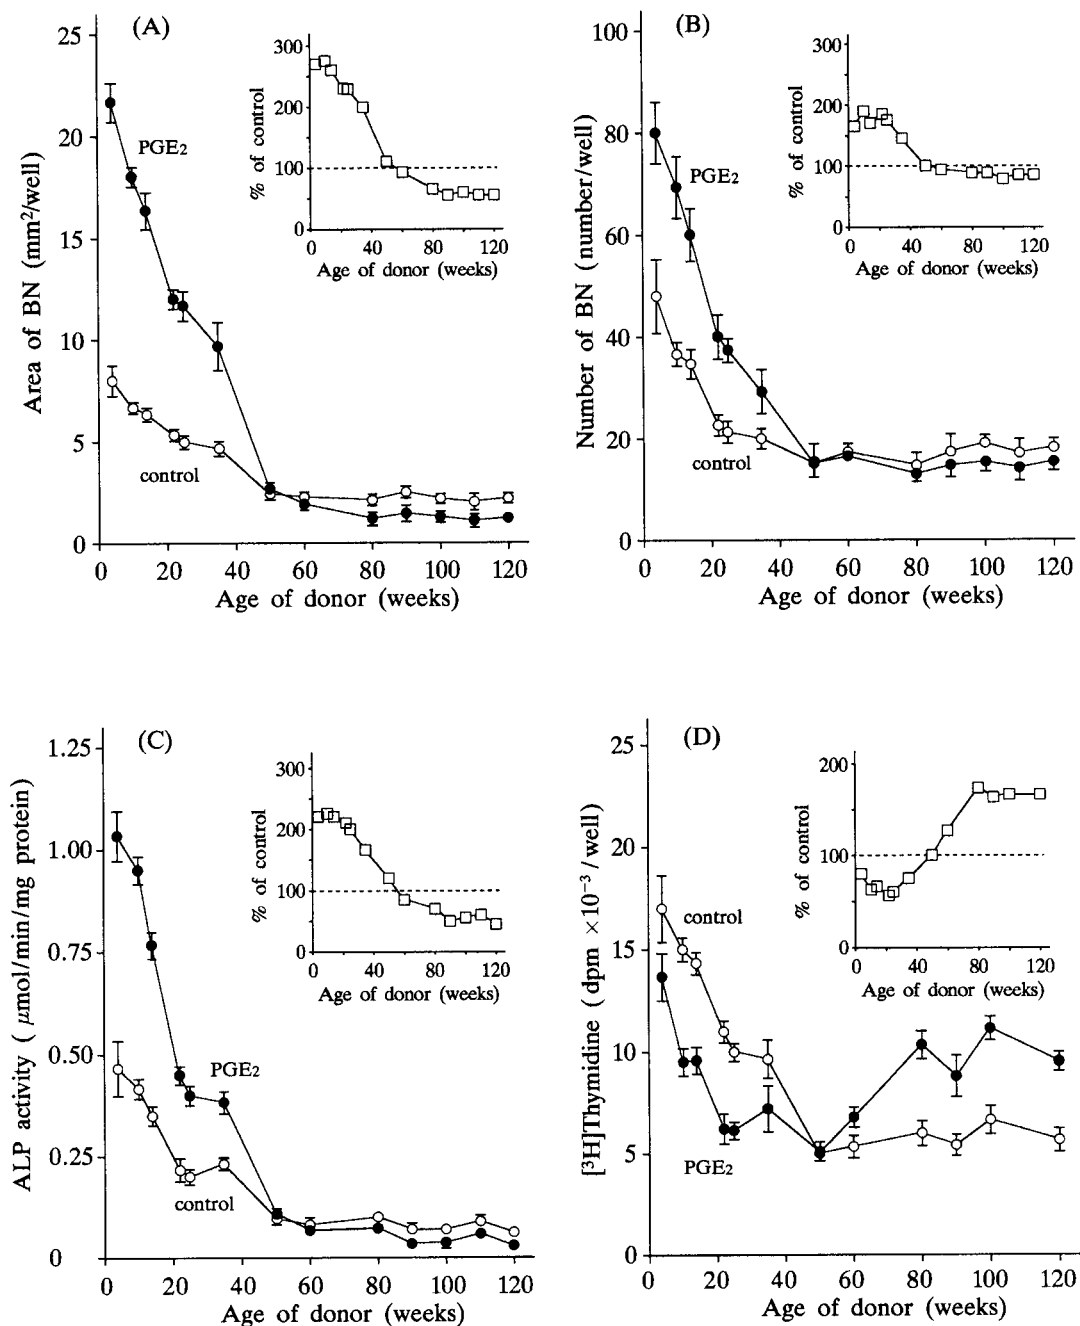 (A)
Area of BN (mm²/well)
25
20
15
10
5
0
PGE₂
control
0 20 40 60 80 100 120
Age of donor (weeks)
% of control
300
200
100
0
0 40 80 120
Age of donor (weeks)
(B)
Number of BN (number/well)
100
80
60
40
20
0
PGE₂
control
0 20 40 60 80 100 120
Age of donor (weeks)
% of control
300
200
100
0
0 40 80 120
Age of donor (weeks)
(C)
ALP activity ( μmol/min/mg protein)
1.25
1.00
0.75
0.50
0.25
0
PGE₂
control
0 20 40 60 80 100 120
Age of donor (weeks)
% of control
300
200
100
0
0 40 80 120
Age of donor (weeks)
(D)
[³H]Thymidine ( dpm ×10⁻³/well)
25
20
15
10
5
0
control
PGE₂
0 20 40 60 80 100 120
Age of donor (weeks)
% of control
200
100
0
0 40 80 120
Age of donor (weeks)